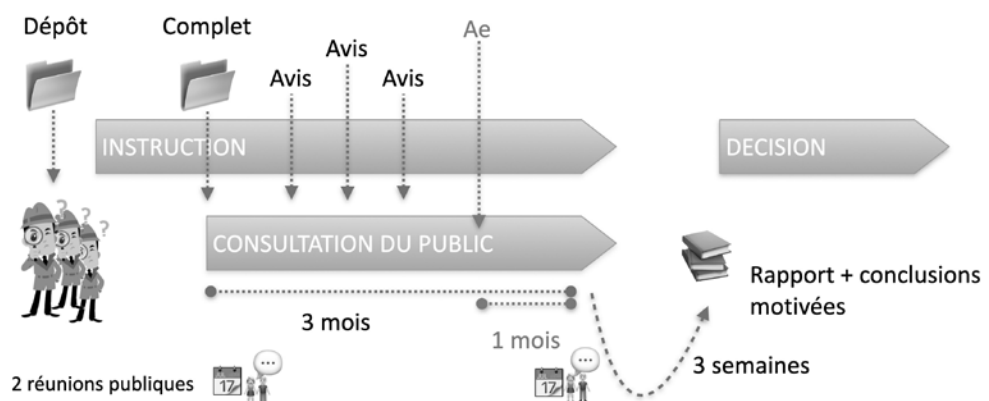 Dépôt
Complet
Avis
Avis
Avis
Ae
INSTRUCTION
DECISION
? ? ?
CONSULTATION DU PUBLIC
3 mois
1 mois
Rapport + conclusions
motivées
3 semaines
2 réunions publiques
17
...
17
...